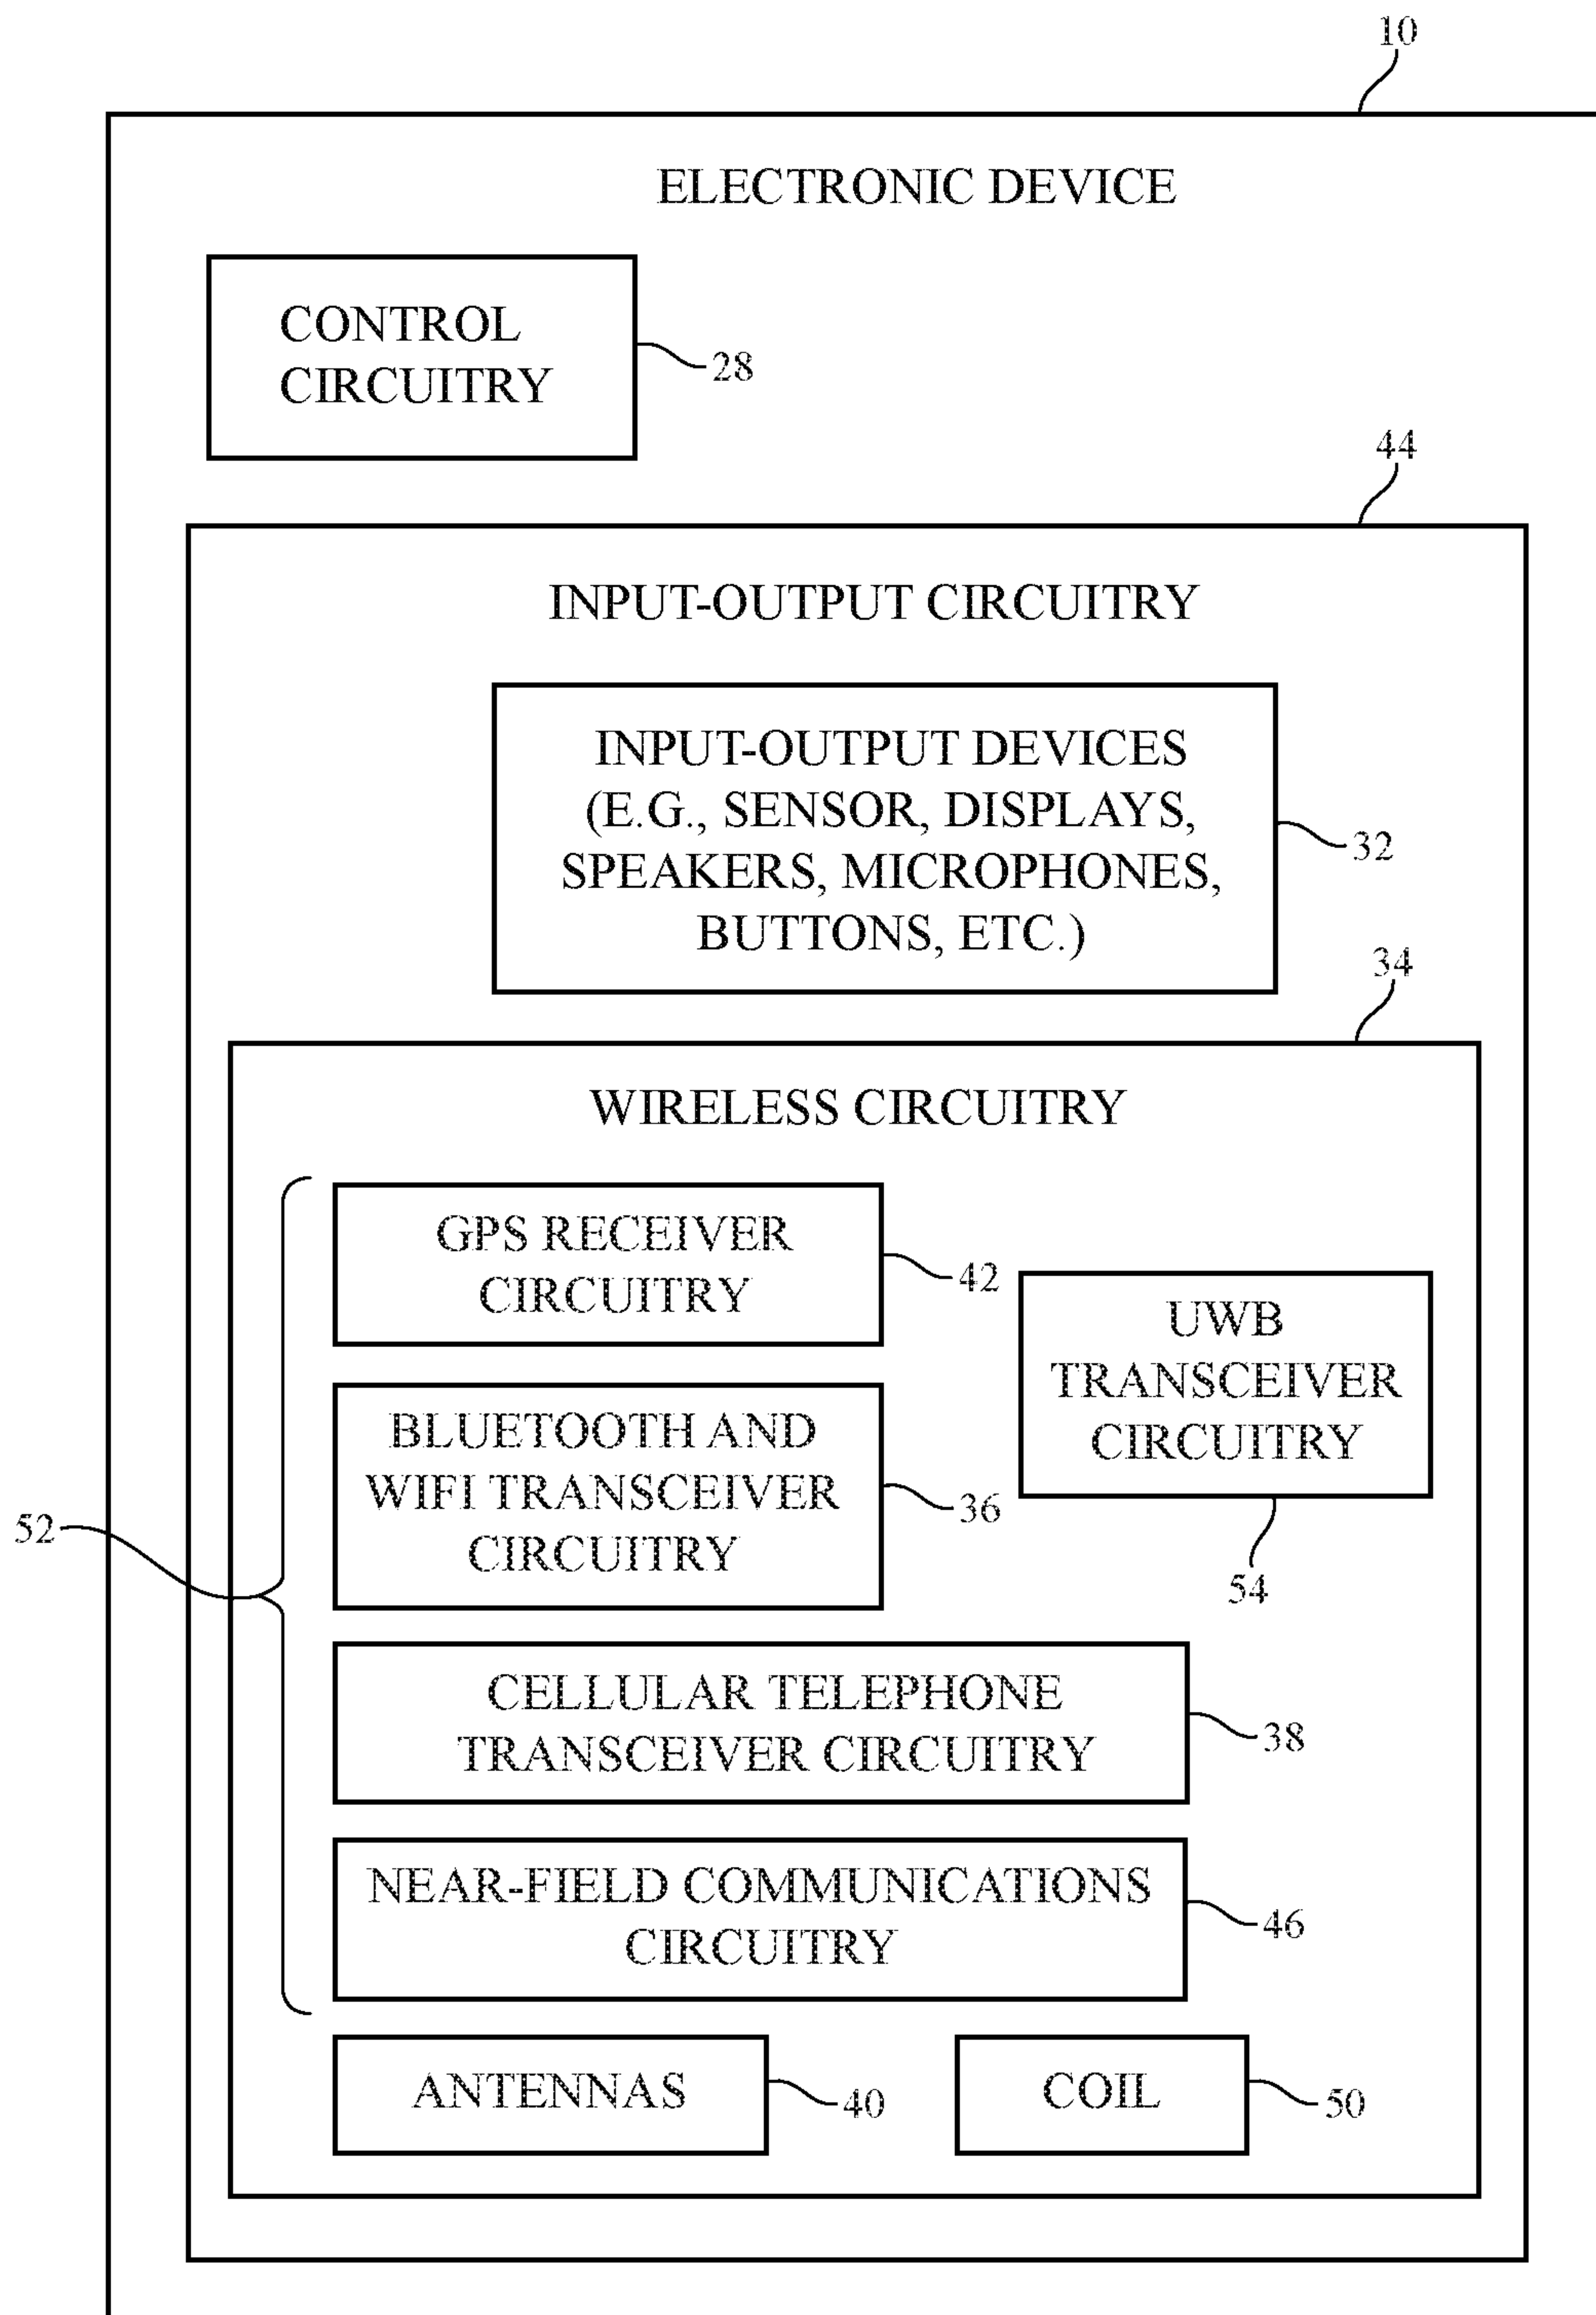 10
ELECTRONIC DEVICE
CONTROL
CIRCUITRY
28
44
INPUT-OUTPUT CIRCUITRY
INPUT-OUTPUT DEVICES
(E.G., SENSOR, DISPLAYS,
SPEAKERS, MICROPHONES,
BUTTONS, ETC.)
32
34
WIRELESS CIRCUITRY
GPS RECEIVER
CIRCUITRY
42
UWB
TRANSCEIVER
CIRCUITRY
54
BLUETOOTH AND
WIFI TRANSCEIVER
CIRCUITRY
36
52
CELLULAR TELEPHONE
TRANSCEIVER CIRCUITRY
38
NEAR-FIELD COMMUNICATIONS
CIRCUITRY
46
ANTENNAS
40
COIL
50